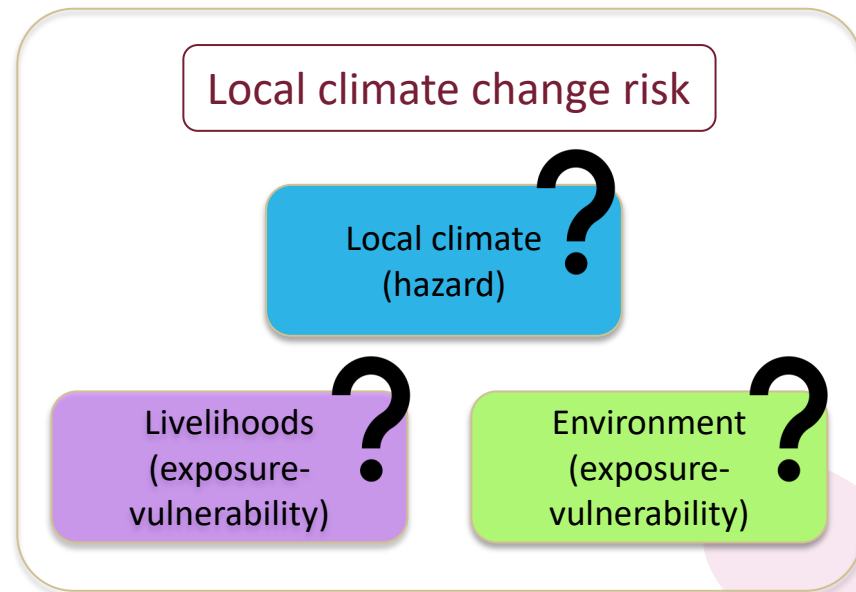 Local climate change risk
Local climate
(hazard)
?
Livelihoods
(exposure-
vulnerability)
?
Environment
(exposure-
vulnerability)
?